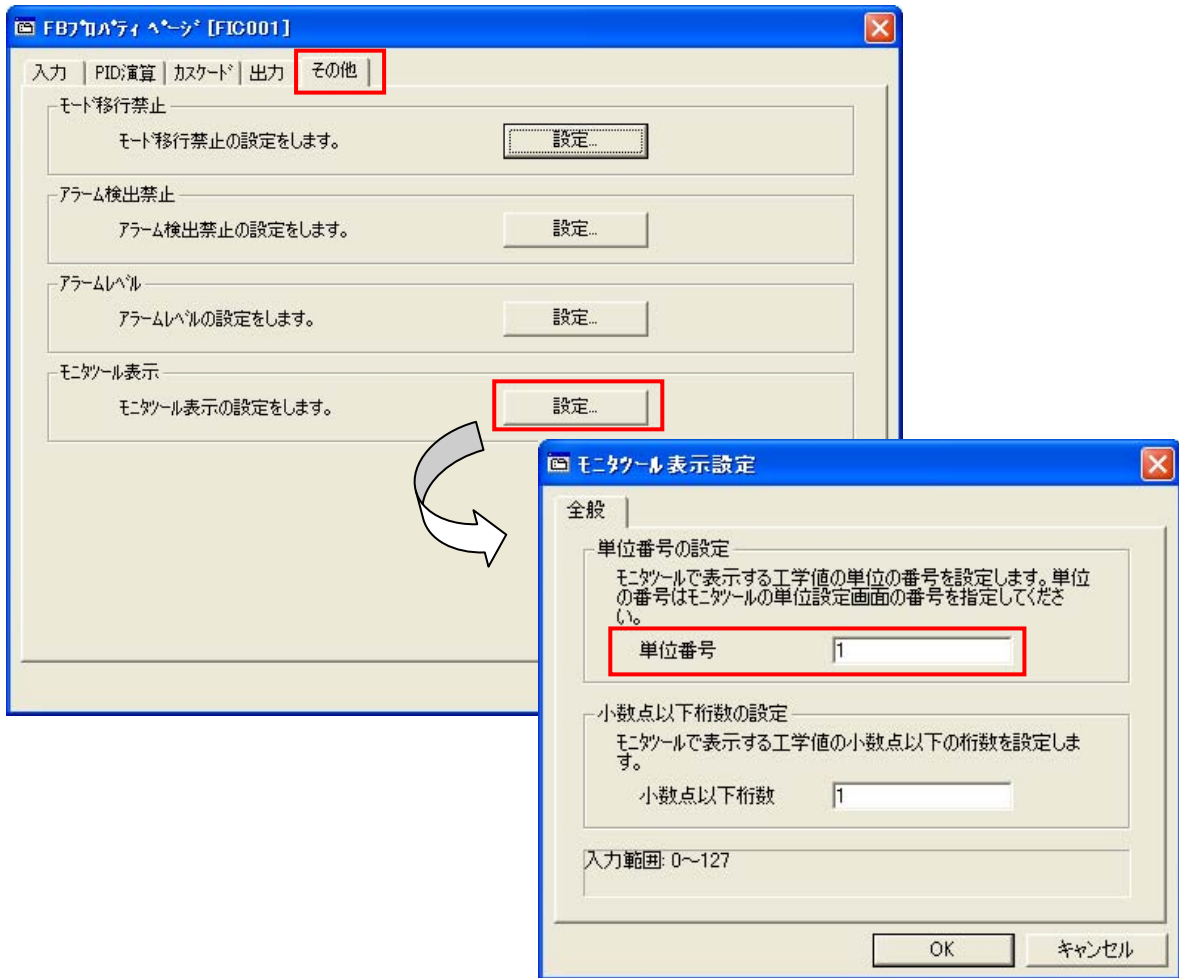 FBプロパティ ページ [FIC001]
入力 PID演算 カスケード 出力 その他
モード移行禁止
モード移行禁止の設定をします。 設定...
アラーム検出禁止
アラーム検出禁止の設定をします。 設定...
アラームレベル
アラームレベルの設定をします。 設定...
モニタツール表示
モニタツール表示の設定をします。 設定...
モニタツール 表示設定
全般
単位番号の設定
モニタツールで表示する工学値の単位の番号を設定します。単位
の番号はモニタツールの単位設定画面の番号を指定してくださ
い。
単位番号 1
小数点以下桁数の設定
モニタツールで表示する工学値の小数点以下の桁数を設定しま
す。
小数点以下桁数 1
入力範囲: 0～127
OK キャンセル